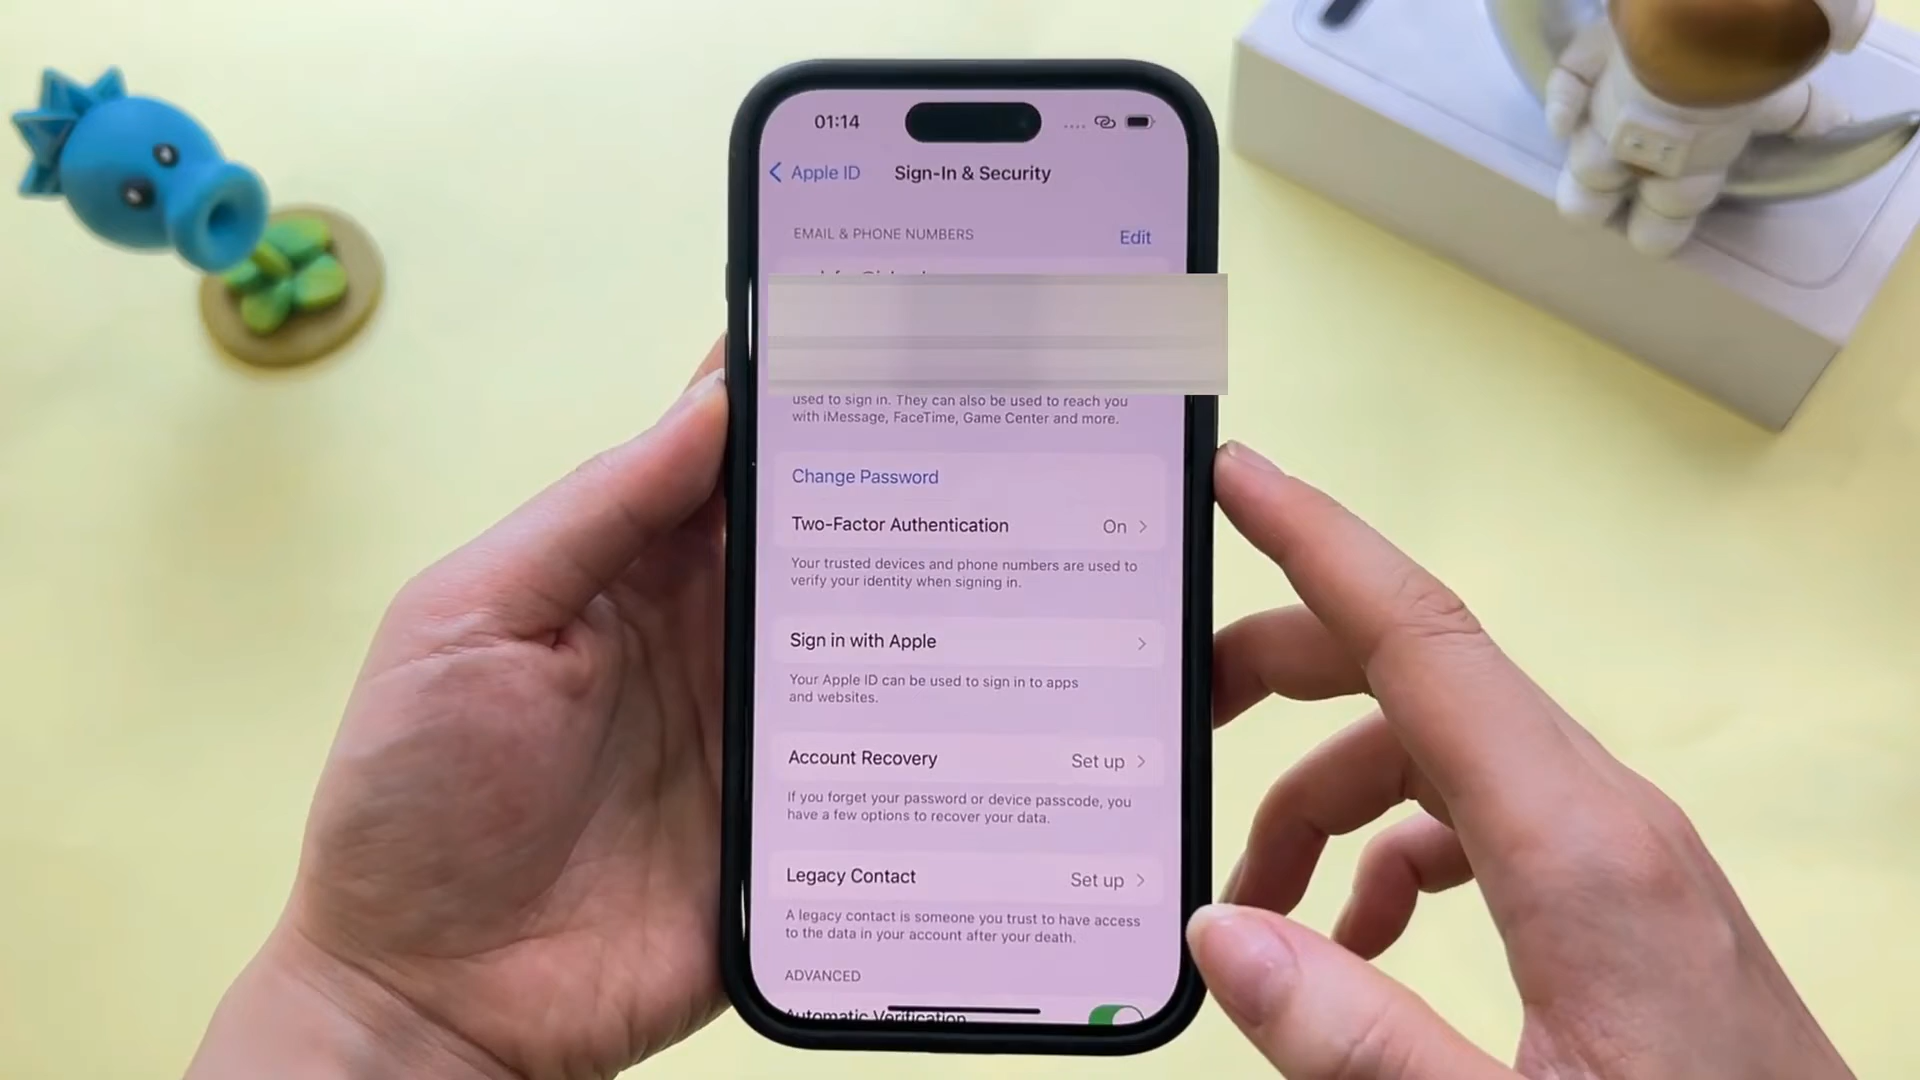 01:14
Apple ID
Sign-In & Security
EMAIL & PHONE NUMBERS
Edit
used to sign in. They can also be used to reach you
with iMessage, FaceTime, Game Center and more.
Change Password
Two-Factor Authentication
On
Your trusted devices and phone numbers are used to
verify your identity when signing in.
Sign in with Apple
Your Apple ID can be used to sign in to apps
and websites.
Account Recovery
Set up
If you forget your password or device passcode, you
have a few options to recover your data.
Legacy Contact
Set up
A legacy contact is someone you trust to have access
to the data in your account after your death.
ADVANCED
Automatic Verification